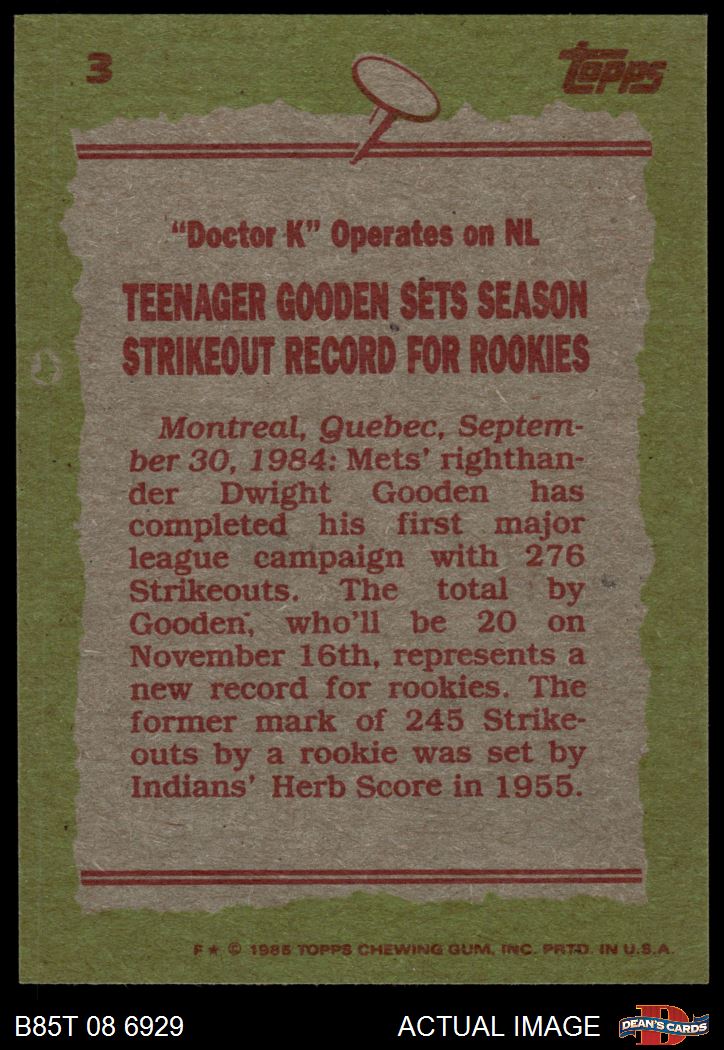 3
Topps
"Doctor K" Operates on NL
TEENAGER GOODEN SETS SEASON
STRIKEOUT RECORD FOR ROOKIES
Montreal, Quebec, Septem-
ber 30, 1984: Mets' righthan-
der Dwight Gooden has
completed his first major
league campaign with 276
Strikeouts. The total by
Gooden, who'll be 20 on
November 16th, represents a
new record for rookies. The
former mark of 245 Strike-
outs by a rookie was set by
Indians' Herb Score in 1955.
F ★ © 1985 TOPPS CHEWING GUM, INC. PRTD. IN U.S.A.
B85T 08 6929
ACTUAL IMAGE
D
DEAN'S CARDS